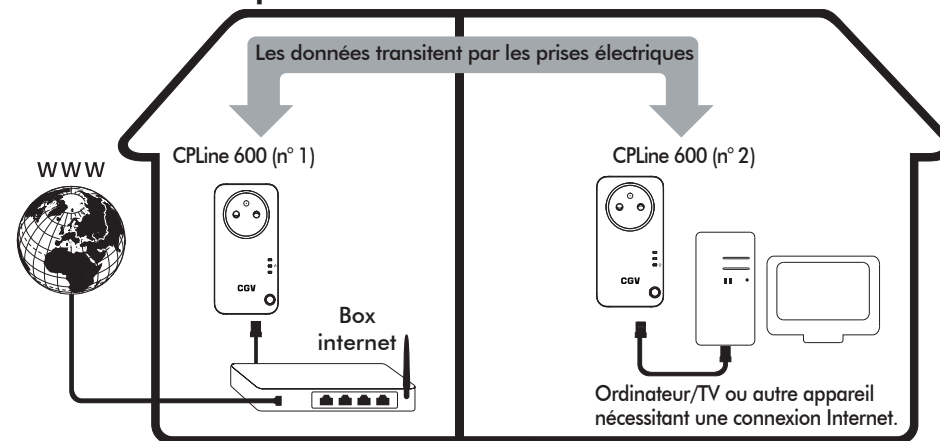 Les données transitent par les prises électriques
CPLine 600 (n° 1)
CPLine 600 (n° 2)
WWW
CGV
CGV
Box
internet
Ordinateur/TV ou autre appareil
nécessitant une connexion Internet.